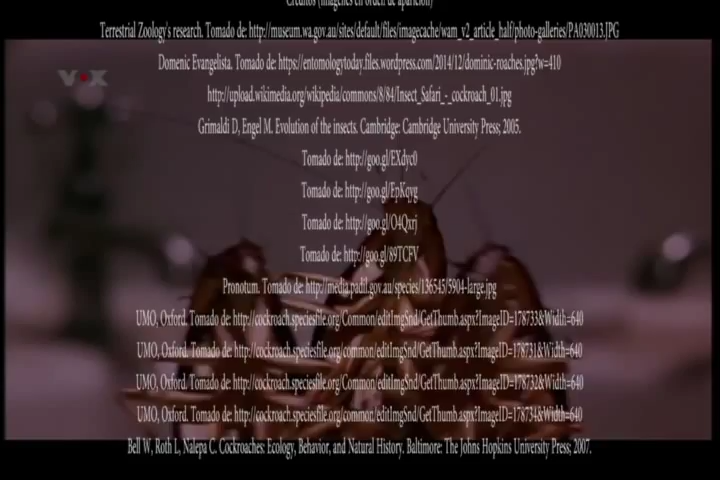 Créditos (imágenes en orden de aparición)
Terrestrial Zoology's research. Tomado de: http://museum.wa.gov.au/sites/default/files/imagecache/wam_v2_article_half/photo-galleries/PA030013.JPG
Domenic Evangelista. Tomado de: https://entomologytoday.files.wordpress.com/2014/12/dominic-roaches.jpg?w=410
VOX
http://upload.wikimedia.org/wikipedia/commons/8/84/Insect_Safari_-_cockroach_01.jpg
Grimaldi D, Engel M. Evolution of the insects. Cambridge: Cambridge University Press; 2005.
Tomado de: http://goo.gl/EXdyc0
Tomado de: http://goo.gl/EpKqyg
Tomado de: http://goo.gl/O4Qxrj
Tomado de: http://goo.gl/89TCFV
Pronotum. Tomado de: http://media.padil.gov.au/species/136545/5904-large.jpg
UMO, Oxford. Tomado de: http://cockroach.speciesfile.org/Common/editImgSnd/GetThumb.aspx?ImageID=178733&Width=640
UMO, Oxford. Tomado de: http://cockroach.speciesfile.org/Common/editImgSnd/GetThumb.aspx?ImageID=178731&Width=640
UMO, Oxford. Tomado de: http://cockroach.speciesfile.org/Common/editImgSnd/GetThumb.aspx?ImageID=178732&Width=640
UMO, Oxford. Tomado de: http://cockroach.speciesfile.org/common/editImgSnd/GetThumb.aspx?ImageID=178734&Width=640
Bell W, Roth L, Nalepa C. Cockroaches: Ecology, Behavior, and Natural History. Baltimore: The Johns Hopkins University Press; 2007.